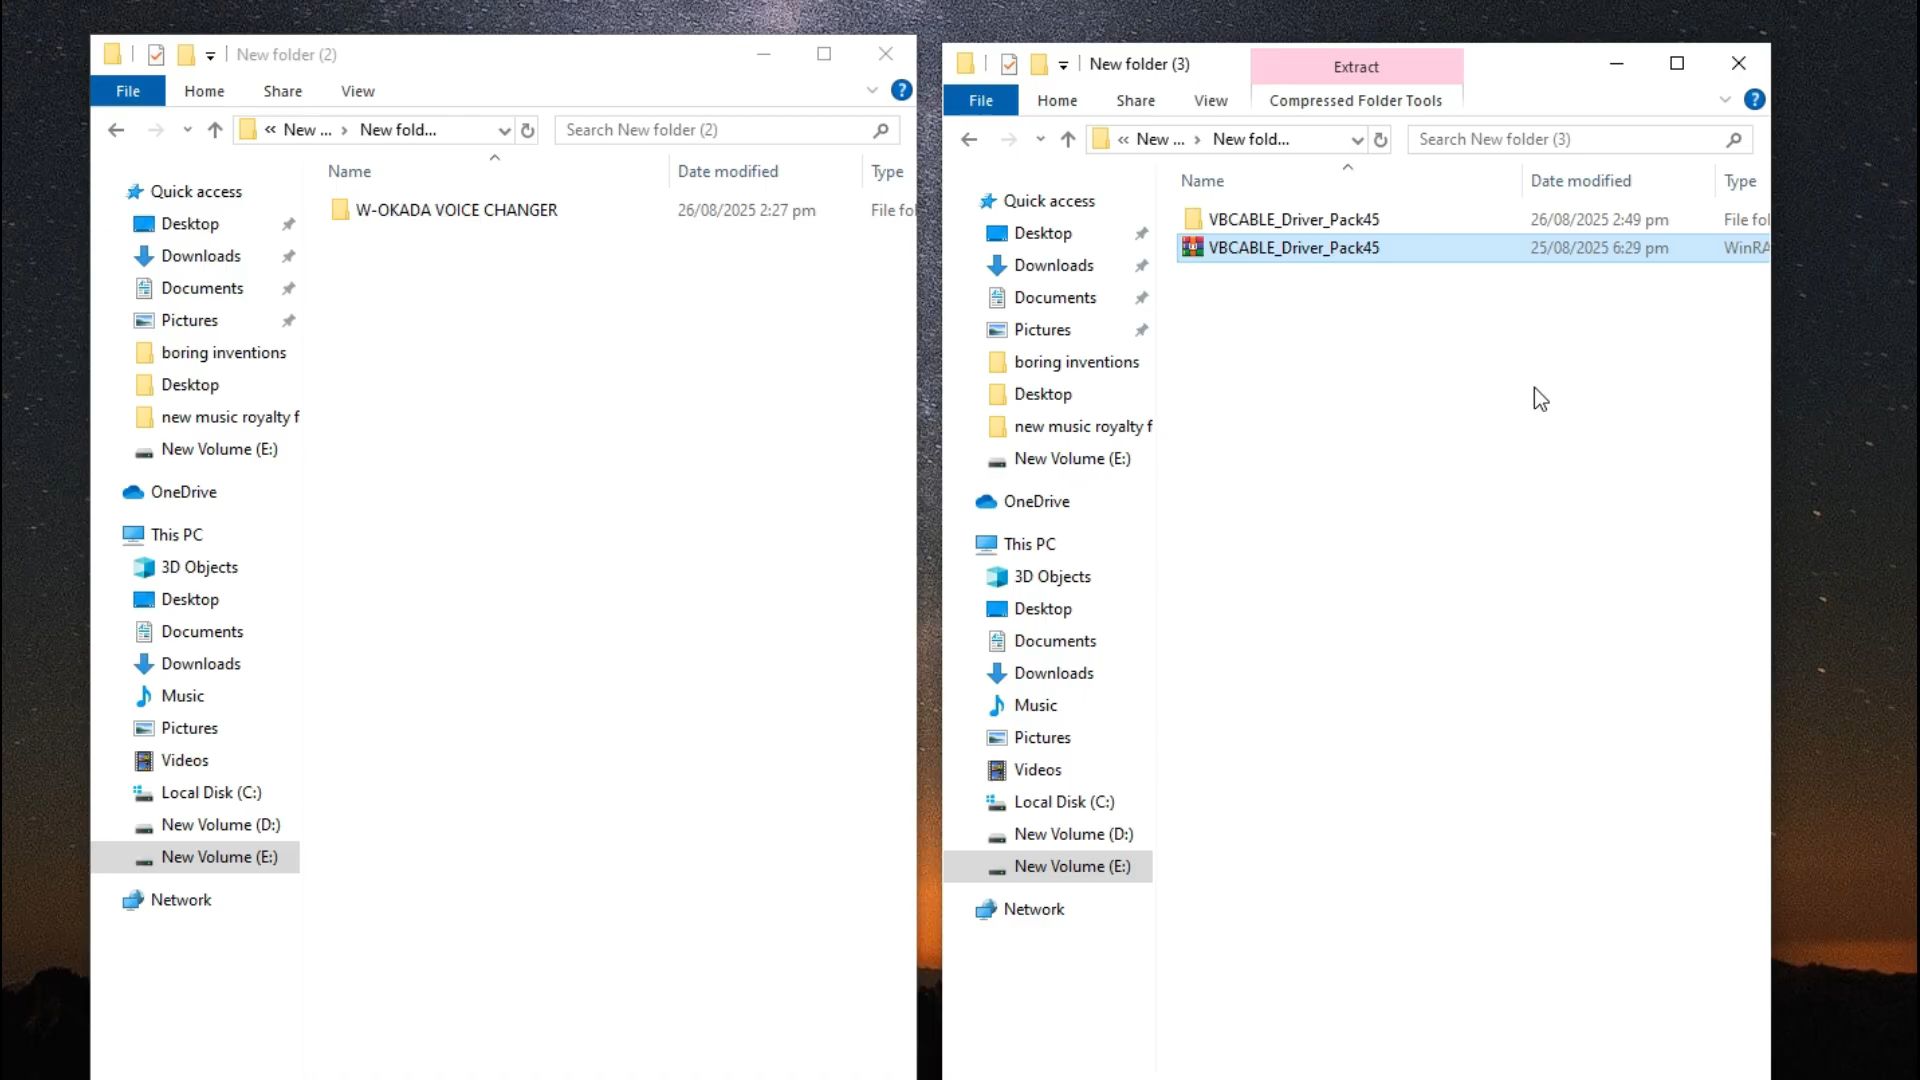 New folder (2)
File Home Share View
« New ... › New fold...
Search New folder (2)
Name Date modified Type
W-OKADA VOICE CHANGER 26/08/2025 2:27 pm File fol
Quick access
Desktop
Downloads
Documents
Pictures
boring inventions
Desktop
new music royalty f
New Volume (E:)
OneDrive
This PC
3D Objects
Desktop
Documents
Downloads
Music
Pictures
Videos
Local Disk (C:)
New Volume (D:)
New Volume (E:)
Network
New folder (3)
Extract
File Home Share View Compressed Folder Tools
« New ... › New fold...
Search New folder (3)
Name Date modified Type
VBCABLE_Driver_Pack45 26/08/2025 2:49 pm File fol
VBCABLE_Driver_Pack45 25/08/2025 6:29 pm WinRA
Quick access
Desktop
Downloads
Documents
Pictures
boring inventions
Desktop
new music royalty f
New Volume (E:)
OneDrive
This PC
3D Objects
Desktop
Documents
Downloads
Music
Pictures
Videos
Local Disk (C:)
New Volume (D:)
New Volume (E:)
Network